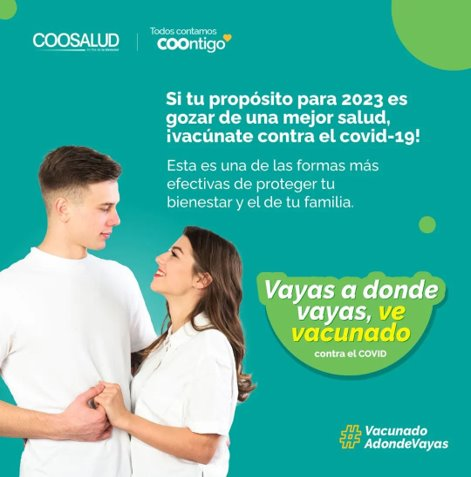 COOSALUD
Todos contamos
COOntigo
Si tu propósito para 2023 es
gozar de una mejor salud,
¡vacúnate contra el covid-19!
Esta es una de las formas más
efectivas de proteger tu
bienestar y el de tu familia.
Vayas a donde
vayas, ve
vacunado
contra el COVID
# Vacunado
AdondeVayas